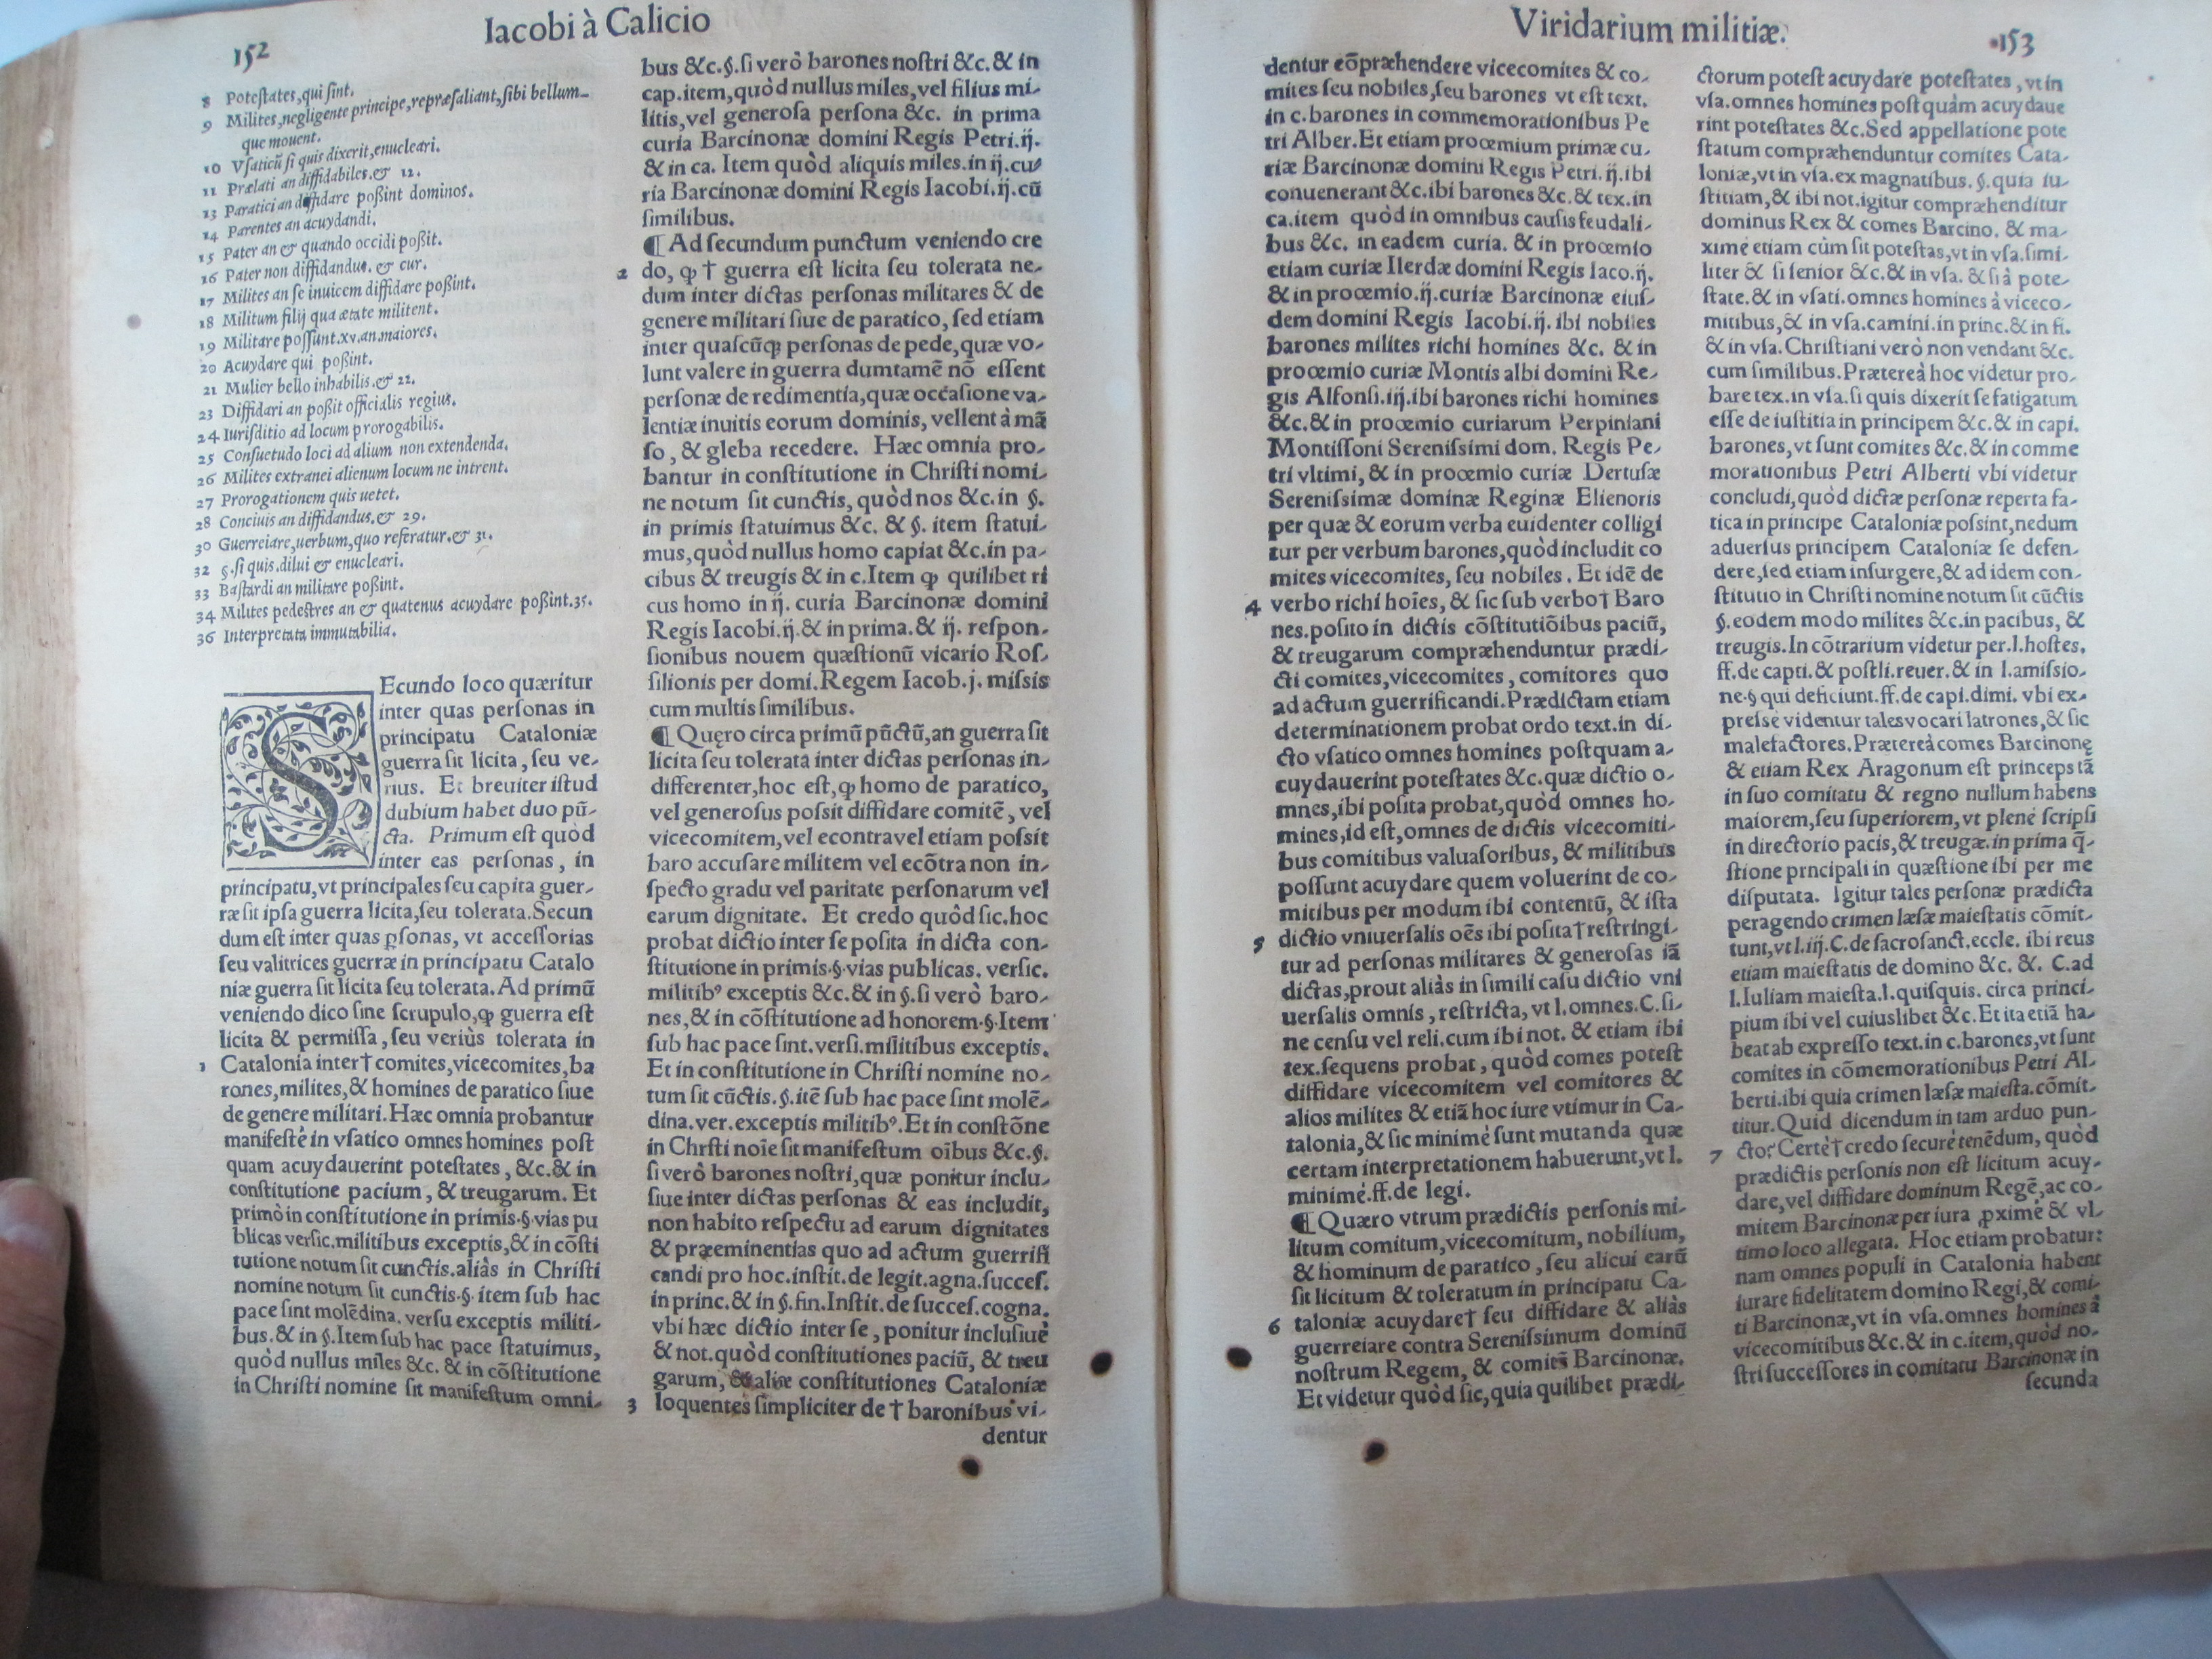 152
Iacobi à Calicio
8 Poteſtates, qui ſint.
9 Milites, negligente principe, repræſaliant, ſibi bellum-
que mouent.
10 Vſaticũ ſi quis dixerit, enucleari.
11 Prælati an diffidabiles, & 12.
13 Paratici an diffidare poßint dominos.
14 Parentes an acuydandi.
15 Pater an & quando occidi poßit.
16 Pater non diffidandus. & cur.
17 Milites an ſe inuicem diffidare poßint.
18 Militum filij qua ætate militent.
19 Militare poſſunt.xv.an.maiores.
20 Acuydare qui poßint.
21 Mulier bello inhabilis.& 22.
23 Diffidari an poßit officialis regius.
24 Iuriſditio ad locum prorogabilis.
25 Conſuetudo loci ad alium non extendenda.
26 Milites extranei alienum locum ne intrent.
27 Prorogationem quis uetet.
28 Conciuis an diffidandus.& 29.
30 Guerreiare, uerbum, quo referatur.& 31.
32 §.ſi quis.dilui & enucleari.
33 Baſtardi an militare poßint.
34 Milites pedeſtres an & quatenus acuydare poßint.35.
36 Interpretata immutabilia.
SEcundo loco quæritur
inter quas perſonas in
principatu Cataloniæ
guerra ſit licita, ſeu ve-
rius. Et breuiter iſtud
dubium habet duo pũ-
cta. Primum eſt quòd
inter eas perſonas, in
principatu, vt principales ſeu capita guer-
ræ ſit ipſa guerra licita, ſeu tolerata. Secun
dum eſt inter quas ꝑſonas, vt acceſſorias
ſeu valitrices guerræ in principatu Catalo
niæ guerra ſit licita ſeu tolerata. Ad primũ
veniendo dico ſine ſcrupulo, ꝙ guerra eſt
licita & permiſſa, ſeu veriùs tolerata in
1 Catalonia inter † comites, vicecomites, ba
rones, milites, & homines de paratico ſiue
de genere militari. Hæc omnia probantur
manifeſtè in vſatico omnes homines poſt
quam acuydauerint poteſtates, &c. & in
conſtitutione pacium, & treugarum. Et
primò in conſtitutione in primis.§.vias pu
blicas verſic.militibus exceptis, & in cõſti
tutione notum ſit cunctis.aliàs in Chriſti
nomine notum ſit cunctis.§.item ſub hac
pace ſint molẽdina. verſu exceptis militi-
bus.& in §.Item ſub hac pace ſtatuimus,
quòd nullus miles &c. & in cõſtitutione
in Chriſti nomine ſit manifeſtum omni-
bus &c.§.ſi verò barones noſtri &c.& in
cap.item, quòd nullus miles, vel filius mi-
litis, vel generoſa perſona &c. in prima
curia Barcinonæ domini Regis Petri.ij.
& in ca. Item quòd aliquis miles.in ij.cu-
ria Barcinonæ domini Regis Iacobi.ij.cũ
ſimilibus.
¶ Ad ſecundum punctum veniendo cre
2 do, ꝙ † guerra eſt licita ſeu tolerata ne-
dum inter dictas perſonas militares & de
genere militari ſiue de paratico, ſed etiam
inter quaſcũqꝫ perſonas de pede, quæ vo-
lunt valere in guerra dumtamẽ nõ eſſent
perſonæ de redimentia, quæ occaſione va-
lentiæ inuitis eorum dominis, vellent à mã
ſo, & gleba recedere. Hæc omnia pro-
bantur in conſtitutione in Chriſti nomi-
ne notum ſit cunctis, quòd nos &c.in §.
in primis ſtatuimus &c. & §. item ſtatui-
mus, quòd nullus homo capiat &c.in pa-
cibus & treugis & in c.Item ꝙ quilibet ri
cus homo in ij. curia Barcinonæ domini
Regis Iacobi.ij.& in prima.& ij. reſpon-
ſionibus nouem quæſtionũ vicario Roſ-
ſilionis per domi.Regem Iacob.j. miſsis
cum multis ſimilibus.
¶ Quęro circa primũ pũctũ, an guerra ſit
licita ſeu tolerata inter dictas perſonas in-
differenter, hoc eſt, ꝙ homo de paratico,
vel generoſus poſsit diffidare comitẽ, vel
vicecomitem, vel econtra vel etiam poſsit
baro accuſare militem vel ecõtra non in-
ſpecto gradu vel paritate perſonarum vel
earum dignitate. Et credo quòd ſic.hoc
probat dictio inter ſe poſita in dicta con-
ſtitutione in primis.§.vias publicas. verſic.
militibꝰ exceptis &c.& in §.ſi verò baro-
nes, & in cõſtitutione ad honorem.§.Item
ſub hac pace ſint.verſi.militibus exceptis.
Et in conſtitutione in Chriſti nomine no-
tum ſit cũctis.§.itẽ ſub hac pace ſint molẽ-
dina.ver.exceptis militibꝰ. Et in conſtõne
in Chrſti noĩe ſit manifeſtum oĩbus &c.§.
ſi verò barones noſtri, quæ ponitur inclu-
ſiue inter dictas perſonas & eas includit,
non habito reſpectu ad earum dignitates
& præeminentias quo ad actum guerrifi
candi pro hoc.inſtit.de legit.agna.ſucceſ.
in princ.& in §.fin.Inſtit.de ſucceſ.cogna.
vbi hæc dictio inter ſe, ponitur incluſiuè
& not.quòd conſtitutiones paciũ, & treu
garum, & aliæ conſtitutiones Cataloniæ
3 loquentes ſimpliciter de † baronibus vi-
dentur
Viridarium militiæ.
153
dentur cõpræhendere vicecomites & co-
mites ſeu nobiles, ſeu barones vt eſt text.
in c.barones in commemorationibus Pe
tri Alber.Et etiam procemium primæ cu-
riæ Barcinonæ domini Regis Petri.ij.ibi
conuenerant &c.ibi barones &c.& tex.in
ca.item quòd in omnibus cauſis feudali-
bus &c. in eadem curia. & in procemio
etiam curiæ Ilerdæ domini Regis Iaco.ij.
& in procemio.ij.curiæ Barcinonæ eiuſ-
dem domini Regis Iacobi.ij. ibi nobiles
barones milites richi homines &c. & in
procemio curiæ Montis albi domini Re-
gis Alfonſi.iij.ibi barones richi homines
&c.& in procemio curiarum Perpiniani
Montiſſoni Sereniſsimi dom. Regis Pe-
tri vltimi, & in procemio curiæ Dertuſæ
Sereniſsimæ dominæ Reginæ Elienoris
per quæ & eorum verba euidenter colligi
tur per verbum barones, quòd includit co
mites vicecomites, ſeu nobiles. Et idẽ de
4 verbo richi hoĩes, & ſic ſub verbo † Baro
nes.poſito in dictis cõſtitutiõibus paciũ,
& treugarum compræhenduntur prædi-
cti comites, vicecomites, comitores quo
ad actum guerrificandi. Prædictam etiam
determinationem probat ordo text.in di-
cto vſatico omnes homines poſtquam a-
cuydauerint poteſtates &c.quæ dictio o-
mnes, ibi poſita probat, quòd omnes ho-
mines, id eſt, omnes de dictis vicecomiti-
bus comitibus valuaſoribus, & militibus
poſſunt acuydare quem voluerint de co-
mitibus per modum ibi contentũ, & iſta
5 dictio vniuerſalis oẽs ibi poſita † reſtringi-
tur ad perſonas militares & generoſas iã
dictas, prout aliàs in ſimili caſu dictio vni
uerſalis omnis, reſtricta, vt l.omnes.C.ſi-
ne cenſu vel reli.cum ibi not. & etiam ibi
tex.ſequens probat, quòd comes poteſt
diffidare vicecomitem vel comitores &
alios milites & etiã hoc iure vtimur in Ca-
talonia, & ſic minimè ſunt mutanda quæ
certam interpretationem habuerunt, vt l.
minimè.ff.de legi.
¶ Quæro vtrum prædictis perſonis mi-
litum comitum, vicecomitum, nobilium,
& hominum de paratico, ſeu alicui earũ
ſit licitum & toleratum in principatu Ca-
6 taloniæ acuydare † ſeu diffidare & aliàs
guerreiare contra Sereniſsimum dominũ
noſtrum Regem, & comitẽ Barcinonæ.
Et videtur quòd ſic, quia quilibet prædi-
ctorum poteſt acuydare poteſtates, vt in
vſa.omnes homines poſtquàm acuydaue
rint poteſtates &c.Sed appellatione pote
ſtatum compræhenduntur comites Cata-
loniæ, vt in vſa.ex magnatibus. §.quia iu-
ſtitiam, & ibi not.igitur compræhenditur
dominus Rex & comes Barcino. & ma-
ximè etiam cùm ſit poteſtas, vt in vſa.ſimi-
liter & ſi ſenior &c.& in vſa. & ſi à pote-
ſtate.& in vſati.omnes homines à viceco-
mitibus, & in vſa.camini.in princ.& in fi.
& in vſa. Chriſtiani verò non vendant &c.
cum ſimilibus. Prætereà hoc videtur pro-
bare tex.in vſa.ſi quis dixerit ſe fatigatum
eſſe de iuſtitia in principem &c.& in capi.
barones, vt ſunt comites &c.& in comme
morationibus Petri Alberti vbi videtur
concludi, quòd dictæ perſonæ reperta fa-
tica in principe Cataloniæ poſsint, nedum
aduerſus principem Cataloniæ ſe defen-
dere, ſed etiam inſurgere, & ad idem con-
ſtitutio in Chriſti nomine notum ſit cũctis
§.eodem modo milites &c.in pacibus, &
treugis.In cõtrarium videtur per.l.hoſtes.
ff.de capti.& poſtli.reuer.& in l.amiſsio-
ne.§ qui deficiunt.ff.de capi.dimi. vbi ex-
preſsè videntur tales vocari latrones, & ſic
malefactores. Prætereà comes Barcinonę
& etiam Rex Aragonum eſt princeps tã
in ſuo comitatu & regno nullum habens
maiorem, ſeu ſuperiorem, vt plenè ſcripſi
in directorio pacis, & treugæ.in prima q̃-
ſtione prncipali in quæſtione ibi per me
diſputata. Igitur tales perſonæ prædicta
peragendo crimen læſæ maieſtatis cõmit-
tunt, vt l.iij.C.de ſacroſanct.eccle. ibi reus
etiam maieſtatis de domino &c. &. C.ad
l.Iuliam maieſta.l.quiſquis. circa princi-
pium ibi vel cuiuslibet &c.Et ita etiã ha-
beat ab expreſſo text.in c.barones, vt ſunt
comites in cõmemorationibus Petri Al-
berti.ibi quia crimen læſæ maieſta.cõmit-
titur. Quid dicendum in tam arduo pun-
7 cto? Certè † credo ſecurè tenẽdum, quòd
prædictis perſonis non eſt licitum acuy-
dare, vel diffidare dominum Regẽ, ac co-
mitem Barcinonæ per iura ꝓximè & vl-
timo loco allegata. Hoc etiam probatur:
nam omnes populi in Catalonia habent
iurare fidelitatem domino Regi, & comi-
ti Barcinonæ, vt in vſa.omnes homines à
vicecomitibus &c.& in c.item, quòd no-
ſtri ſucceſſores in comitatu Barcinonæ in
ſecunda